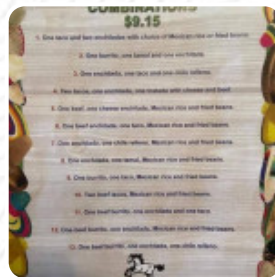 COMBINATIONS
$9.15
1. One taco and two enchiladas with choice of Mexican rice or fried beans.
2. One burrito, one tamal and one enchilada.
3. One enchilada, one taco and one chile relleno.
4. Two tacos, one enchilada, one tostada with cheese and beef.
5. One beef, one cheese enchilada, Mexican rice and fried beans.
6. One beef enchilada, one taco, Mexican rice and fried beans.
7. One enchilada, one chile relleno, Mexican rice and fried beans.
8. One enchilada, one tamal, Mexican rice and fried beans.
9. One burrito, one taco, Mexican rice and fried beans.
10. Two beef tacos, Mexican rice and fried beans.
11. One beef burrito, one enchilada and one taco.
12. One beef burrito, one enchilada, Mexican rice and fried beans.
13. One beef burrito, one enchilada, one chile relleno.